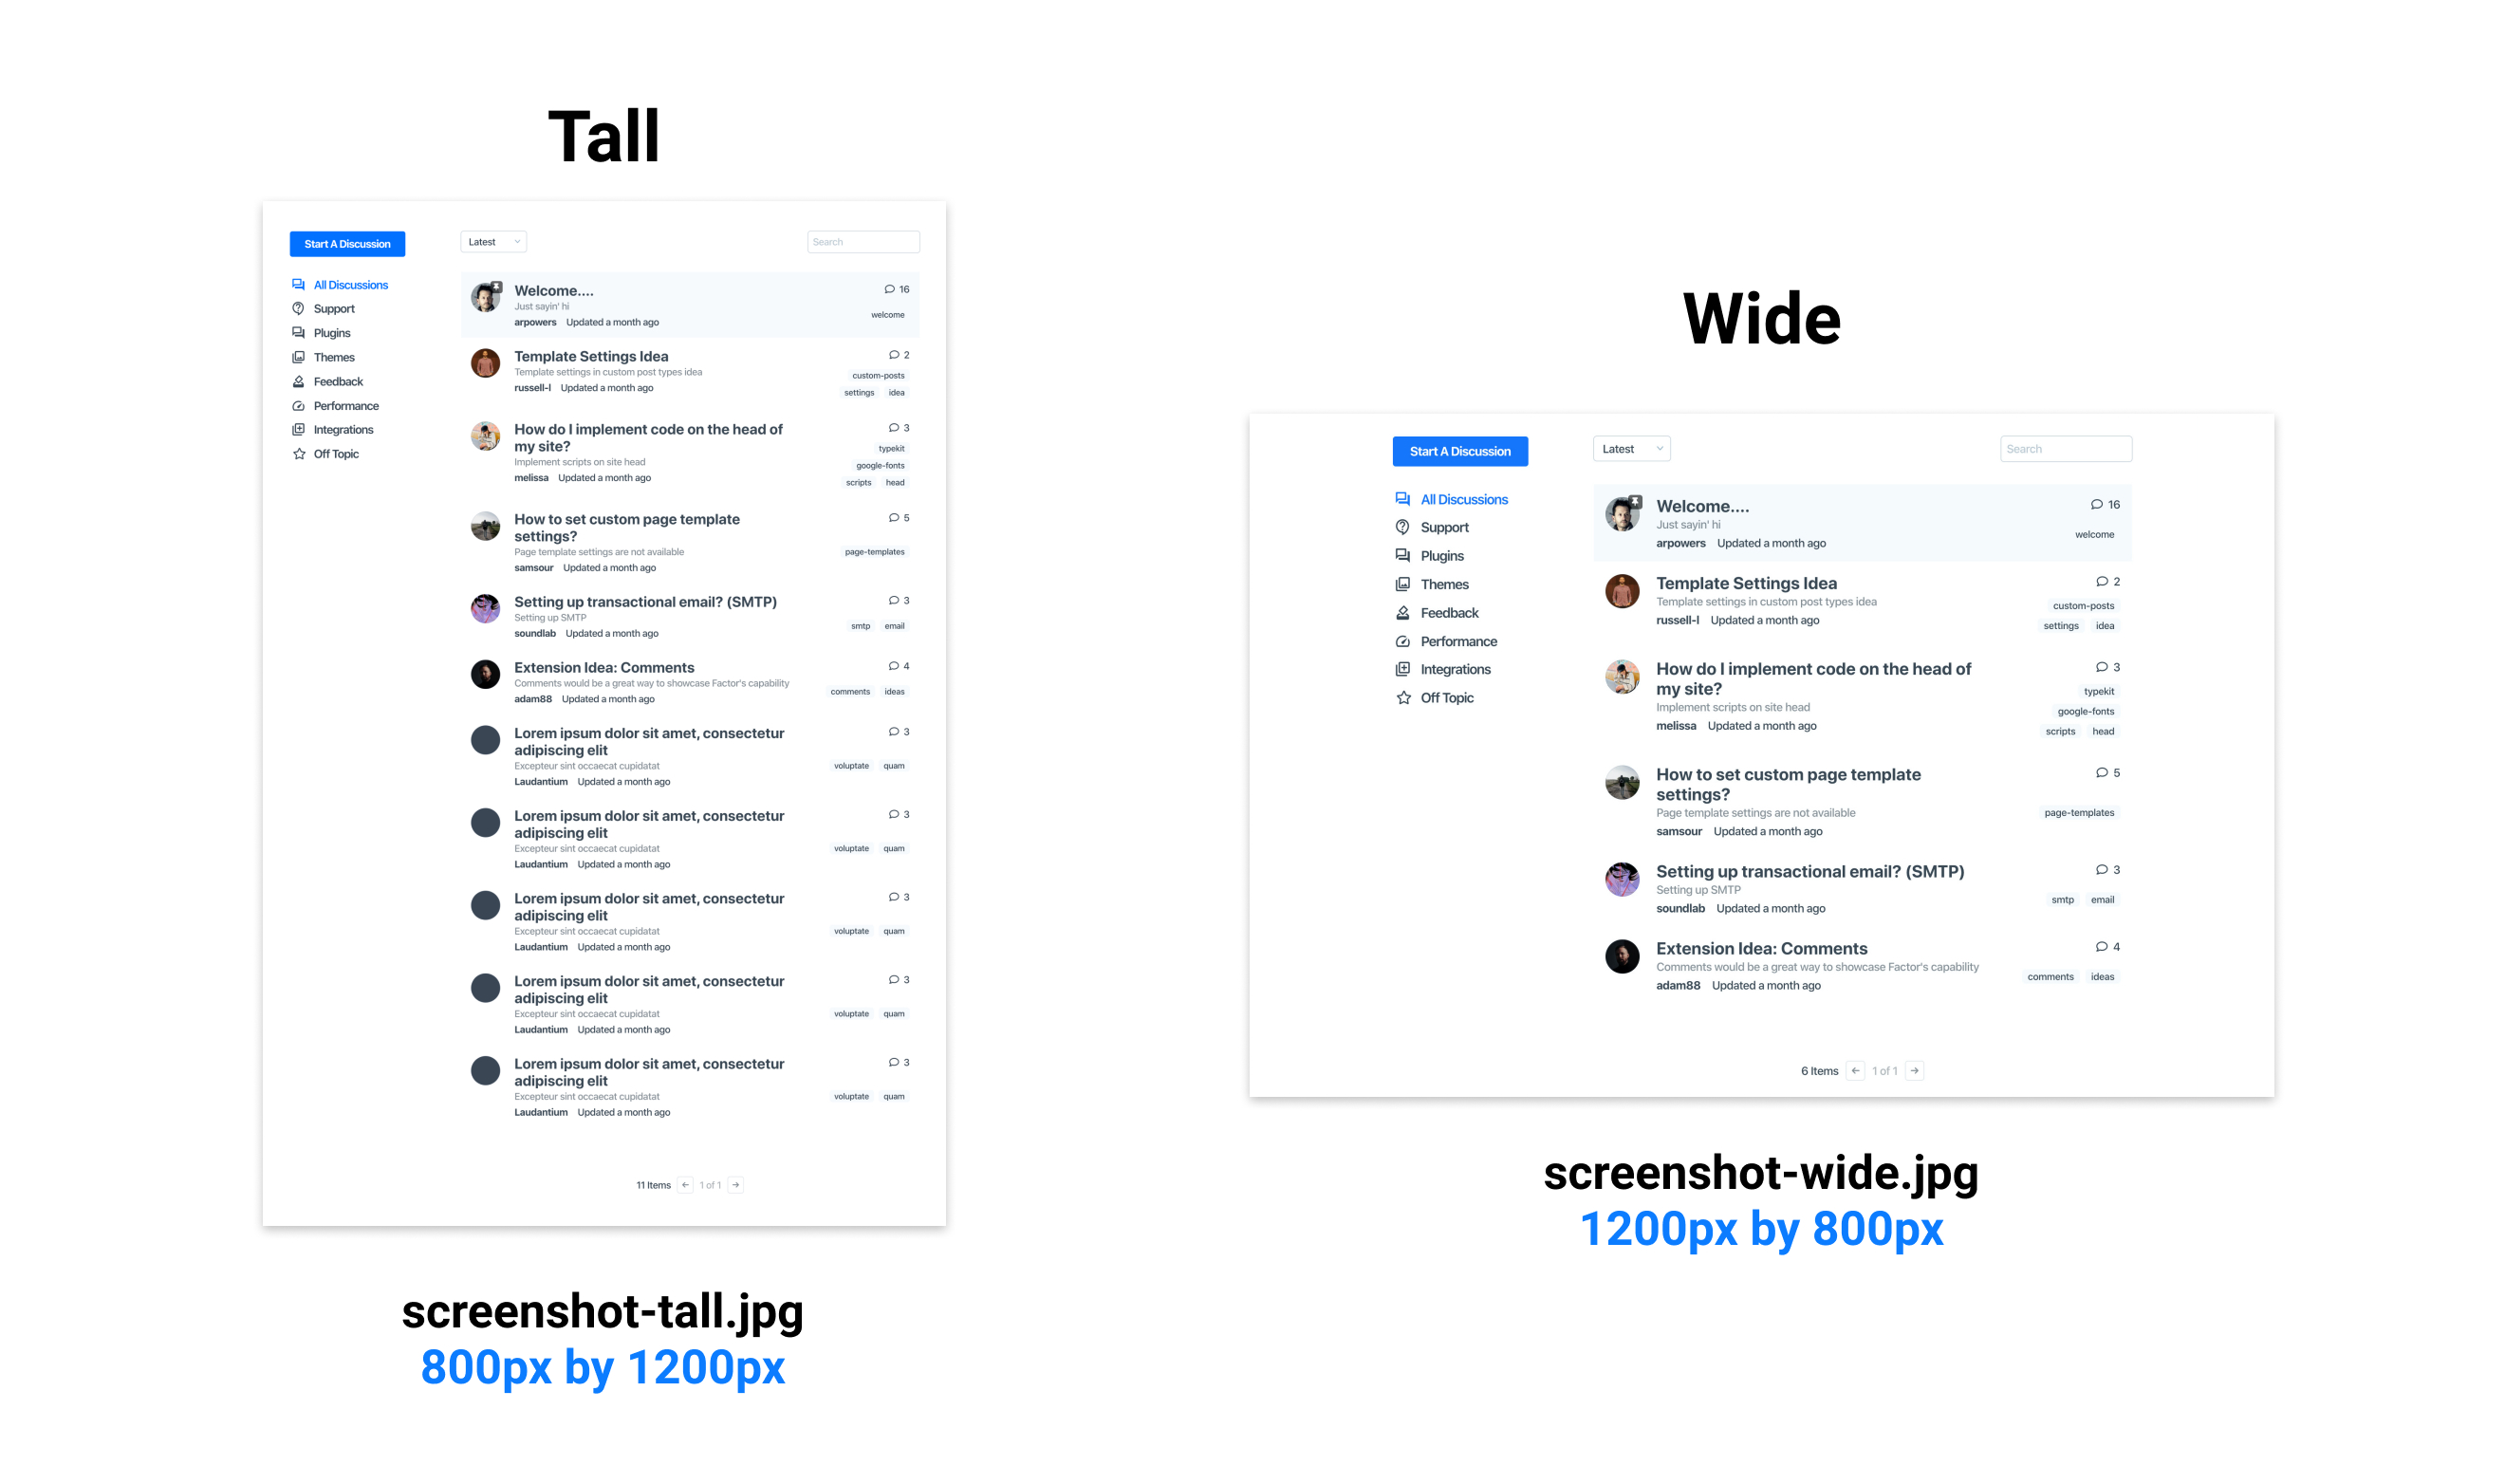 Tall
Start A Discussion
All Discussions
Support
Plugins
Themes
Feedback
Performance
Integrations
Off Topic
Latest
Search
Welcome....
Just sayin' hi
arpowers Updated a month ago
16
welcome
Template Settings Idea
Template settings in custom post types idea
russell-l Updated a month ago
2
custom-posts
settings idea
How do I implement code on the head of
my site?
Implement scripts on site head
melissa Updated a month ago
3
typekit
google-fonts
scripts head
How to set custom page template
settings?
Page template settings are not available
samsour Updated a month ago
5
page-templates
Setting up transactional email? (SMTP)
Setting up SMTP
soundlab Updated a month ago
3
smtp email
Extension Idea: Comments
Comments would be a great way to showcase Factor's capability
adam88 Updated a month ago
4
comments ideas
Lorem ipsum dolor sit amet, consectetur
adipiscing elit
Excepteur sint occaecat cupidatat
Laudantium Updated a month ago
3
voluptate quam
Lorem ipsum dolor sit amet, consectetur
adipiscing elit
Excepteur sint occaecat cupidatat
Laudantium Updated a month ago
3
voluptate quam
Lorem ipsum dolor sit amet, consectetur
adipiscing elit
Excepteur sint occaecat cupidatat
Laudantium Updated a month ago
3
voluptate quam
Lorem ipsum dolor sit amet, consectetur
adipiscing elit
Excepteur sint occaecat cupidatat
Laudantium Updated a month ago
3
voluptate quam
Lorem ipsum dolor sit amet, consectetur
adipiscing elit
Excepteur sint occaecat cupidatat
Laudantium Updated a month ago
3
voluptate quam
11 Items 1 of 1
screenshot-tall.jpg
800px by 1200px
Wide
Start A Discussion
All Discussions
Support
Plugins
Themes
Feedback
Performance
Integrations
Off Topic
Latest
Search
Welcome....
Just sayin' hi
arpowers Updated a month ago
16
welcome
Template Settings Idea
Template settings in custom post types idea
russell-l Updated a month ago
2
custom-posts
settings idea
How do I implement code on the head of
my site?
Implement scripts on site head
melissa Updated a month ago
3
typekit
google-fonts
scripts head
How to set custom page template
settings?
Page template settings are not available
samsour Updated a month ago
5
page-templates
Setting up transactional email? (SMTP)
Setting up SMTP
soundlab Updated a month ago
3
smtp email
Extension Idea: Comments
Comments would be a great way to showcase Factor's capability
adam88 Updated a month ago
4
comments ideas
6 Items 1 of 1
screenshot-wide.jpg
1200px by 800px